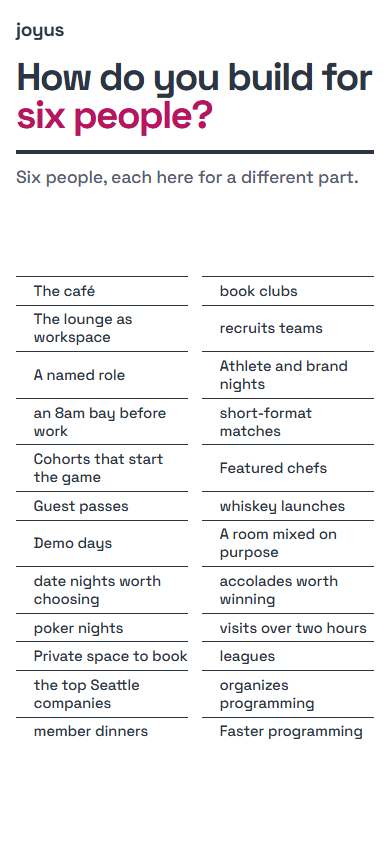 joyus
How do you build for
six people?
Six people, each here for a different part.
The café
book clubs
The lounge as
workspace
recruits teams
A named role
Athlete and brand
nights
an 8am bay before
work
short-format
matches
Cohorts that start
the game
Featured chefs
Guest passes
whiskey launches
Demo days
A room mixed on
purpose
date nights worth
choosing
accolades worth
winning
poker nights
visits over two hours
Private space to book
leagues
the top Seattle
companies
organizes
programming
member dinners
Faster programming